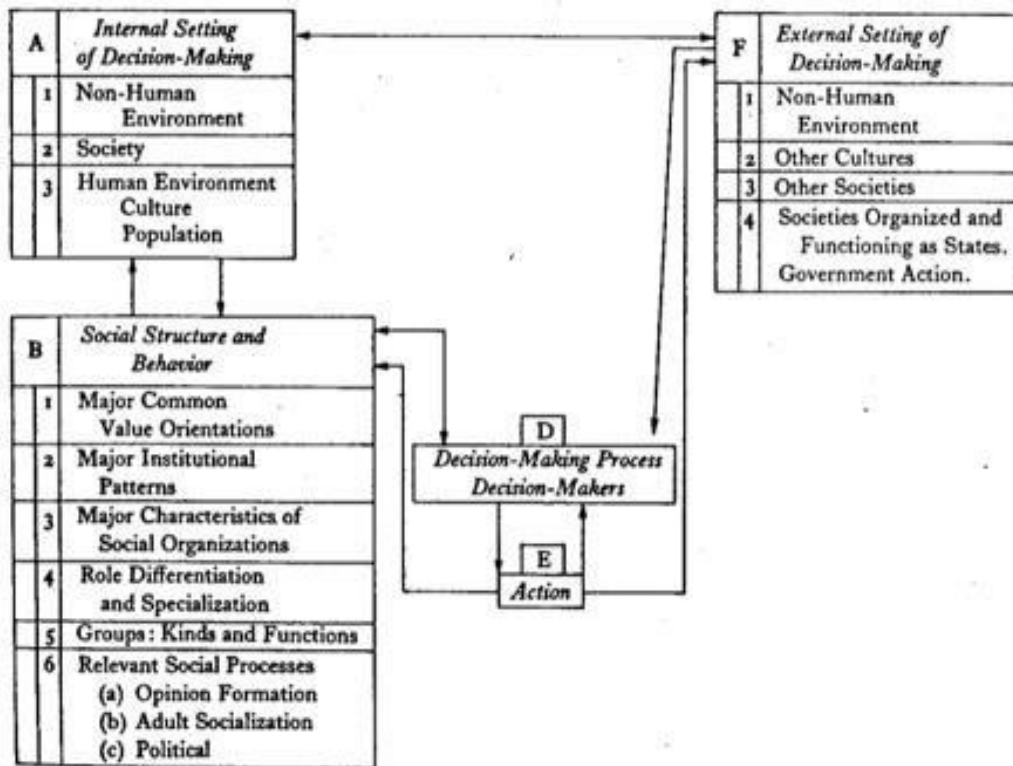 A
Internal Setting
of Decision-Making
1 Non-Human
Environment
2 Society
3 Human Environment
Culture
Population
F
External Setting of
Decision-Making
1 Non-Human
Environment
2 Other Cultures
3 Other Societies
4 Societies Organized and
Functioning as States.
Government Action.
B
Social Structure and
Behavior
1 Major Common
Value Orientations
2 Major Institutional
Patterns
3 Major Characteristics of
Social Organizations
4 Role Differentiation
and Specialization
5 Groups: Kinds and Functions
6 Relevant Social Processes
(a) Opinion Formation
(b) Adult Socialization
(c) Political
D
Decision-Making Process
Decision-Makers
E
Action